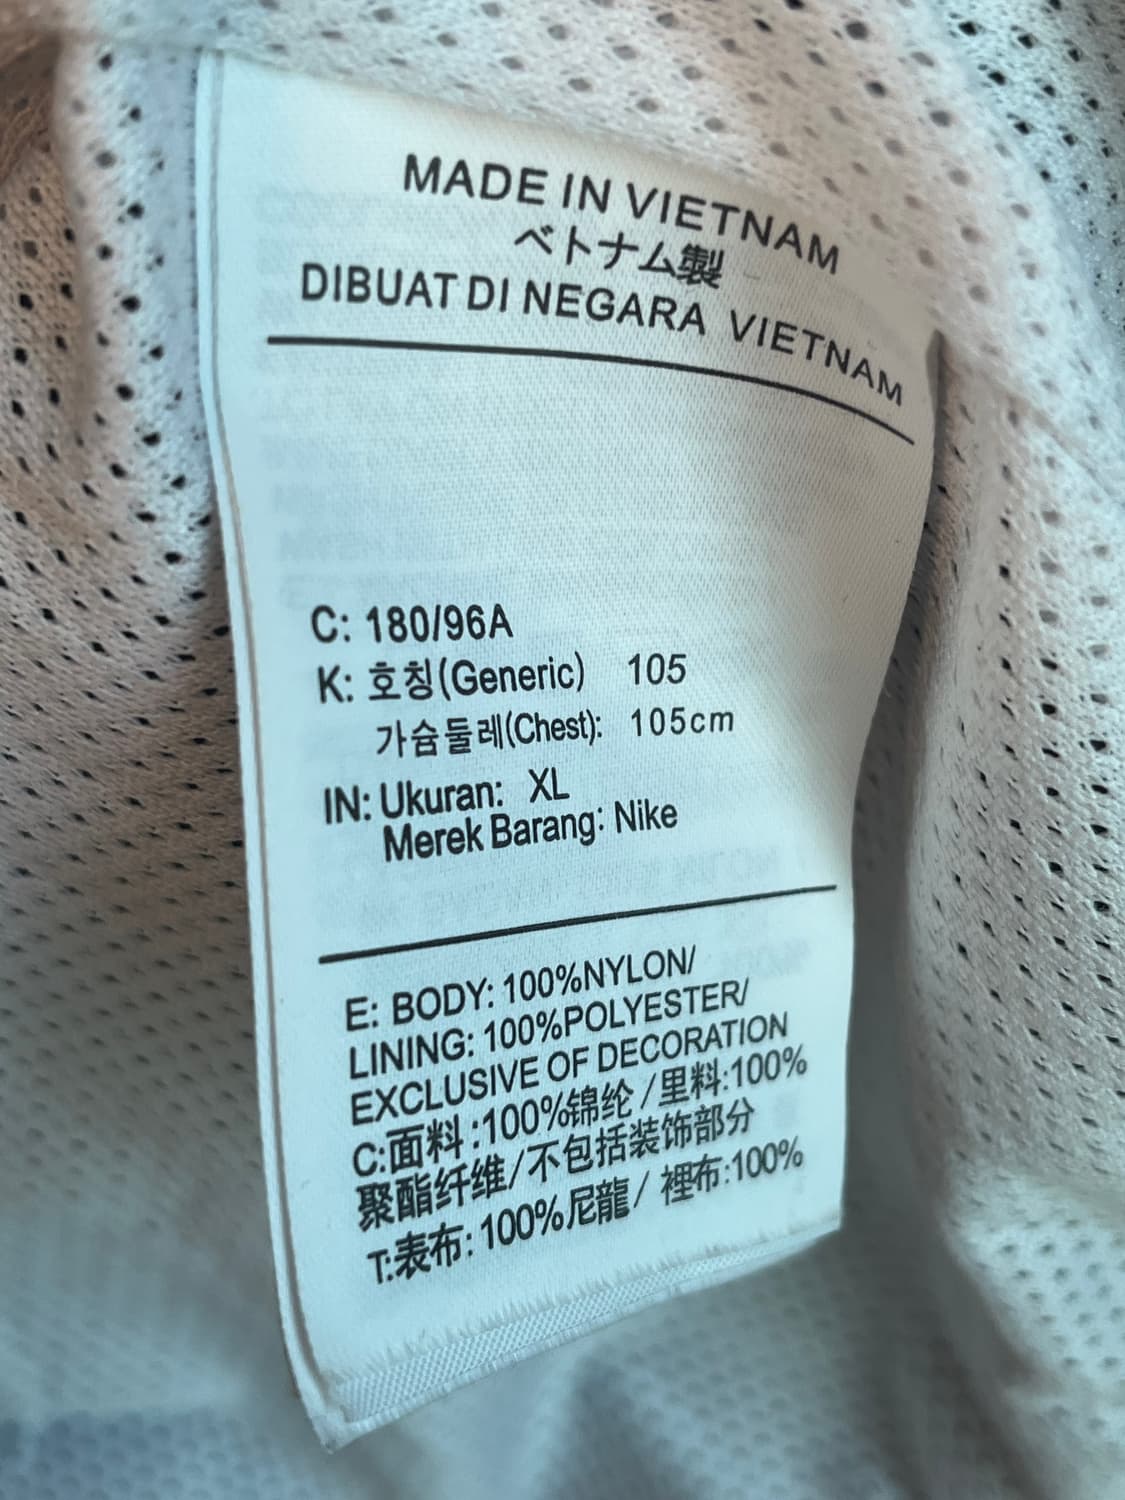 MADE IN VIETNAM
ベトナム製
DIBUAT DI NEGARA VIETNAM
C: 180/96A
K: 호칭(Generic) 105
가슴둘레(Chest): 105cm
IN: Ukuran: XL
Merek Barang: Nike
E: BODY: 100%NYLON/
LINING: 100%POLYESTER/
EXCLUSIVE OF DECORATION
C:面料:100%锦纶/里料:100%
聚酯纤维/不包括装饰部分
T:表布:100%尼龍/裡布:100%